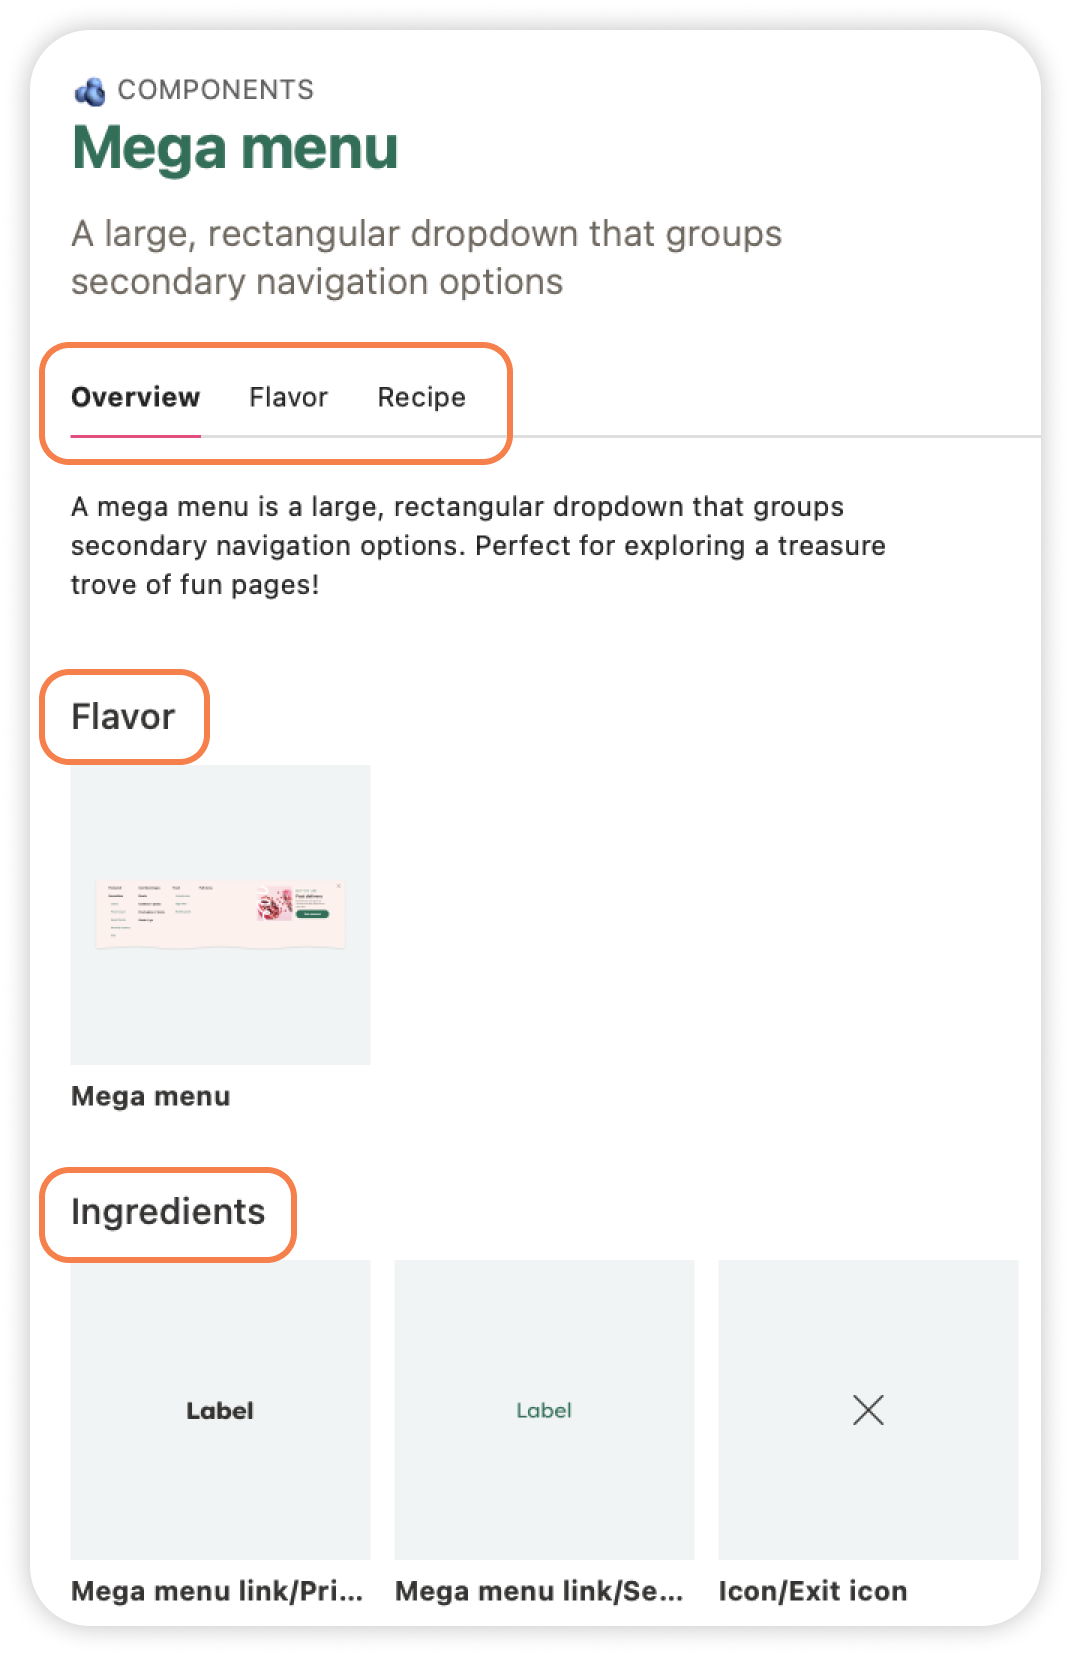 COMPONENTS
Mega menu
A large, rectangular dropdown that groups
secondary navigation options
Overview Flavor Recipe
A mega menu is a large, rectangular dropdown that groups
secondary navigation options. Perfect for exploring a treasure
trove of fun pages!
Flavor
Mega menu
Ingredients
Label Label
Mega menu link/Pri... Mega menu link/Se... Icon/Exit icon